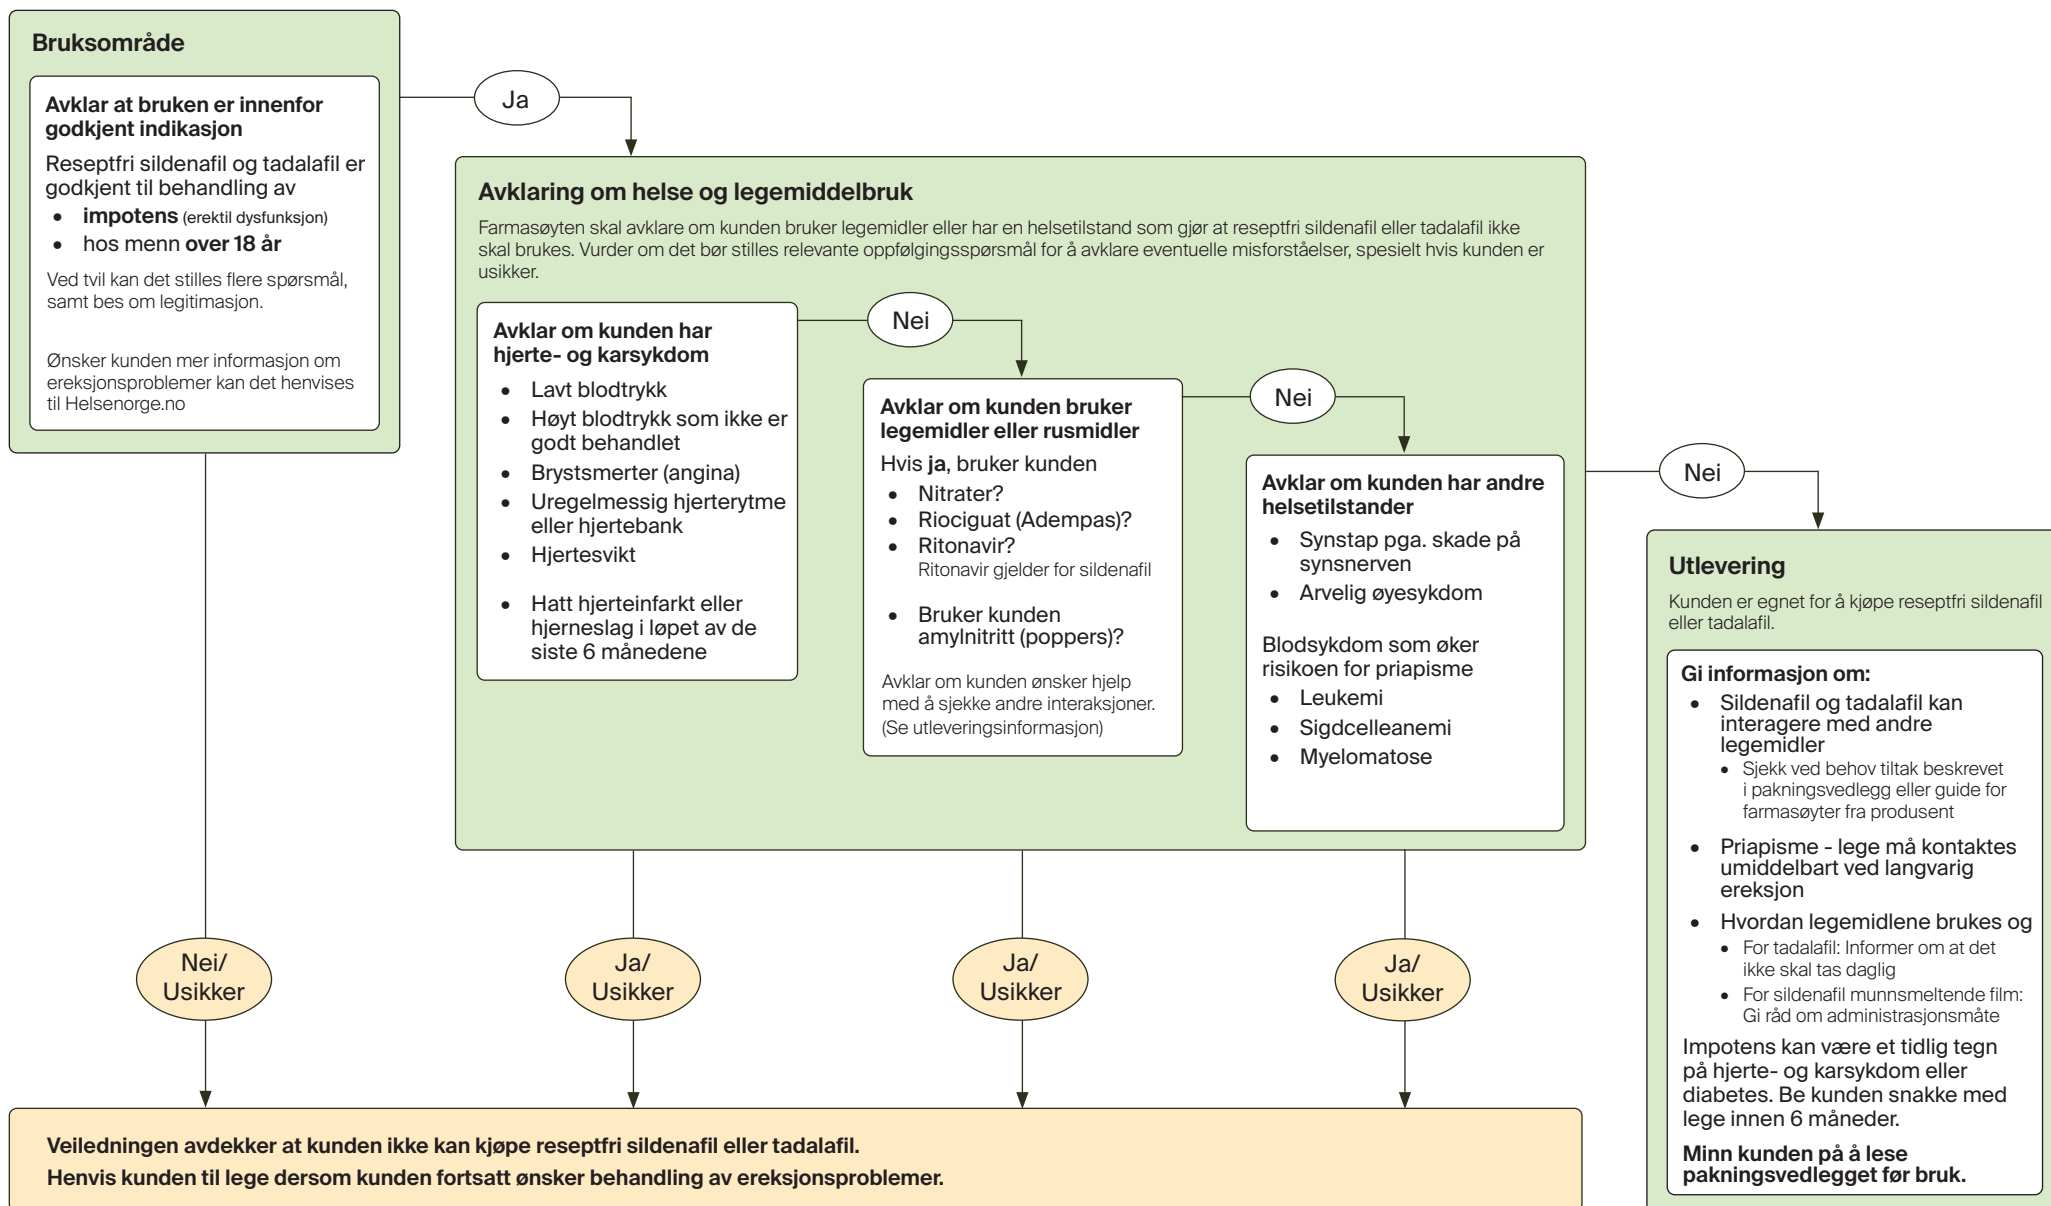 Bruksområde
Avklar at bruken er innenfor
godkjent indikasjon
Reseptfri sildenafil og tadalafil er
godkjent til behandling av
• impotens (erektil dysfunksjon)
• hos menn over 18 år
Ved tvil kan det stilles flere spørsmål,
samt bes om legitimasjon.
Ønsker kunden mer informasjon om
ereksjonsproblemer kan det henvises
til Helsenorge.no
Ja
Avklaring om helse og legemiddelbruk
Farmasøyten skal avklare om kunden bruker legemidler eller har en helsetilstand som gjør at reseptfri sildenafil eller tadalafil ikke
skal brukes. Vurder om det bør stilles relevante oppfølgingsspørsmål for å avklare eventuelle misforståelser, spesielt hvis kunden er
usikker.
Avklar om kunden har
hjerte- og karsykdom
• Lavt blodtrykk
• Høyt blodtrykk som ikke er
godt behandlet
• Brystsmerter (angina)
• Uregelmessig hjerterytme
eller hjertebank
• Hjertesvikt
• Hatt hjerteinfarkt eller
hjerneslag i løpet av de
siste 6 månedene
Nei
Avklar om kunden bruker
legemidler eller rusmidler
Hvis ja, bruker kunden
• Nitrater?
• Riociguat (Adempas)?
• Ritonavir?
Ritonavir gjelder for sildenafil
• Bruker kunden
amylnitritt (poppers)?
Avklar om kunden ønsker hjelp
med å sjekke andre interaksjoner.
(Se utleveringsinformasjon)
Nei
Avklar om kunden har andre
helsetilstander
• Synstap pga. skade på
synsnerven
• Arvelig øyesykdom
Blodsykdom som øker
risikoen for priapisme
• Leukemi
• Sigdcelleanemi
• Myelomatose
Nei
Utlevering
Kunden er egnet for å kjøpe reseptfri sildenafil
eller tadalafil.
Gi informasjon om:
• Sildenafil og tadalafil kan
interagere med andre
legemidler
• Sjekk ved behov tiltak beskrevet
i pakningsvedlegg eller guide for
farmasøyter fra produsent
• Priapisme - lege må kontaktes
umiddelbart ved langvarig
ereksjon
• Hvordan legemidlene brukes og
• For tadalafil: Informer om at det
ikke skal tas daglig
• For sildenafil munnsmeltende film:
Gi råd om administrasjonsmåte
Impotens kan være et tidlig tegn
på hjerte- og karsykdom eller
diabetes. Be kunden snakke med
lege innen 6 måneder.
Minn kunden på å lese
pakningsvedlegget før bruk.
Nei/
Usikker
Ja/
Usikker
Ja/
Usikker
Ja/
Usikker
Veiledningen avdekker at kunden ikke kan kjøpe reseptfri sildenafil eller tadalafil.
Henvis kunden til lege dersom kunden fortsatt ønsker behandling av ereksjonsproblemer.